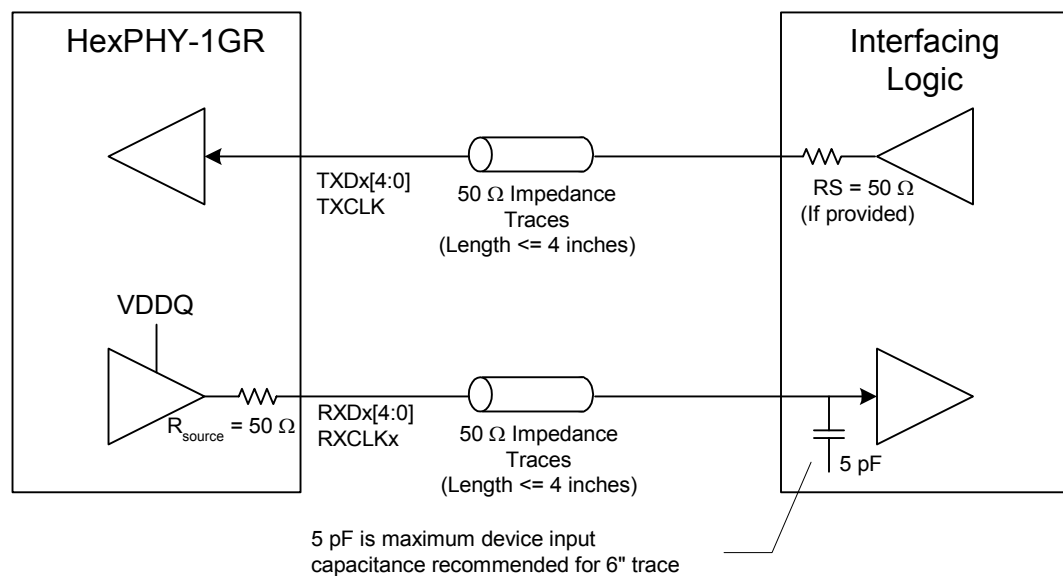 HexPHY-1GR
Interfacing
Logic
TXDx[4:0]
TXCLK
50 Ω Impedance
Traces
(Length <= 4 inches)
RS = 50 Ω
(If provided)
VDDQ
Rsource = 50 Ω
RXDx[4:0]
RXCLKx
50 Ω Impedance
Traces
(Length <= 4 inches)
5 pF
5 pF is maximum device input
capacitance recommended for 6" trace